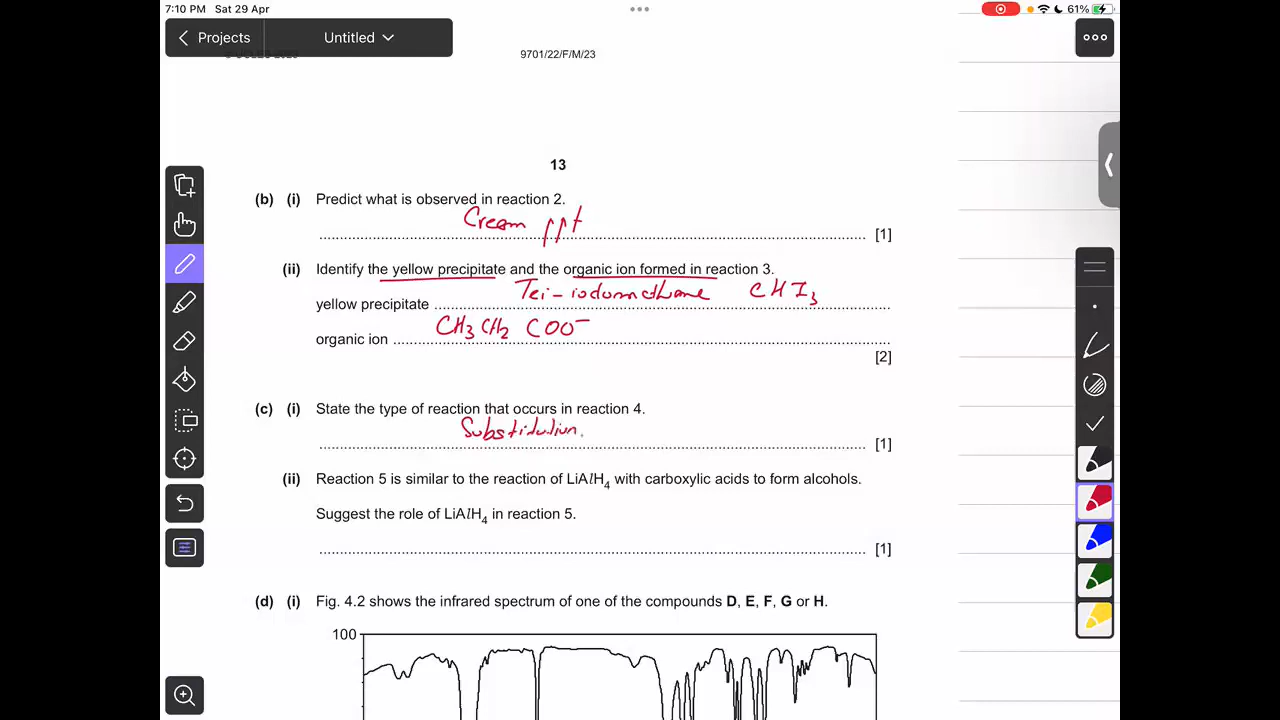 7:10 PM Sat 29 Apr
61%
Projects
Untitled
9701/22/F/M/23
13
(b) (i) Predict what is observed in reaction 2.
Cream ppt
[1]
(ii) Identify the yellow precipitate and the organic ion formed in reaction 3.
yellow precipitate Tri-iodomethane CHI3
organic ion CH3CH2 COO−
[2]
(c) (i) State the type of reaction that occurs in reaction 4.
Substitution.
[1]
(ii) Reaction 5 is similar to the reaction of LiAlH4 with carboxylic acids to form alcohols.
Suggest the role of LiAlH4 in reaction 5.
[1]
(d) (i) Fig. 4.2 shows the infrared spectrum of one of the compounds D, E, F, G or H.
100